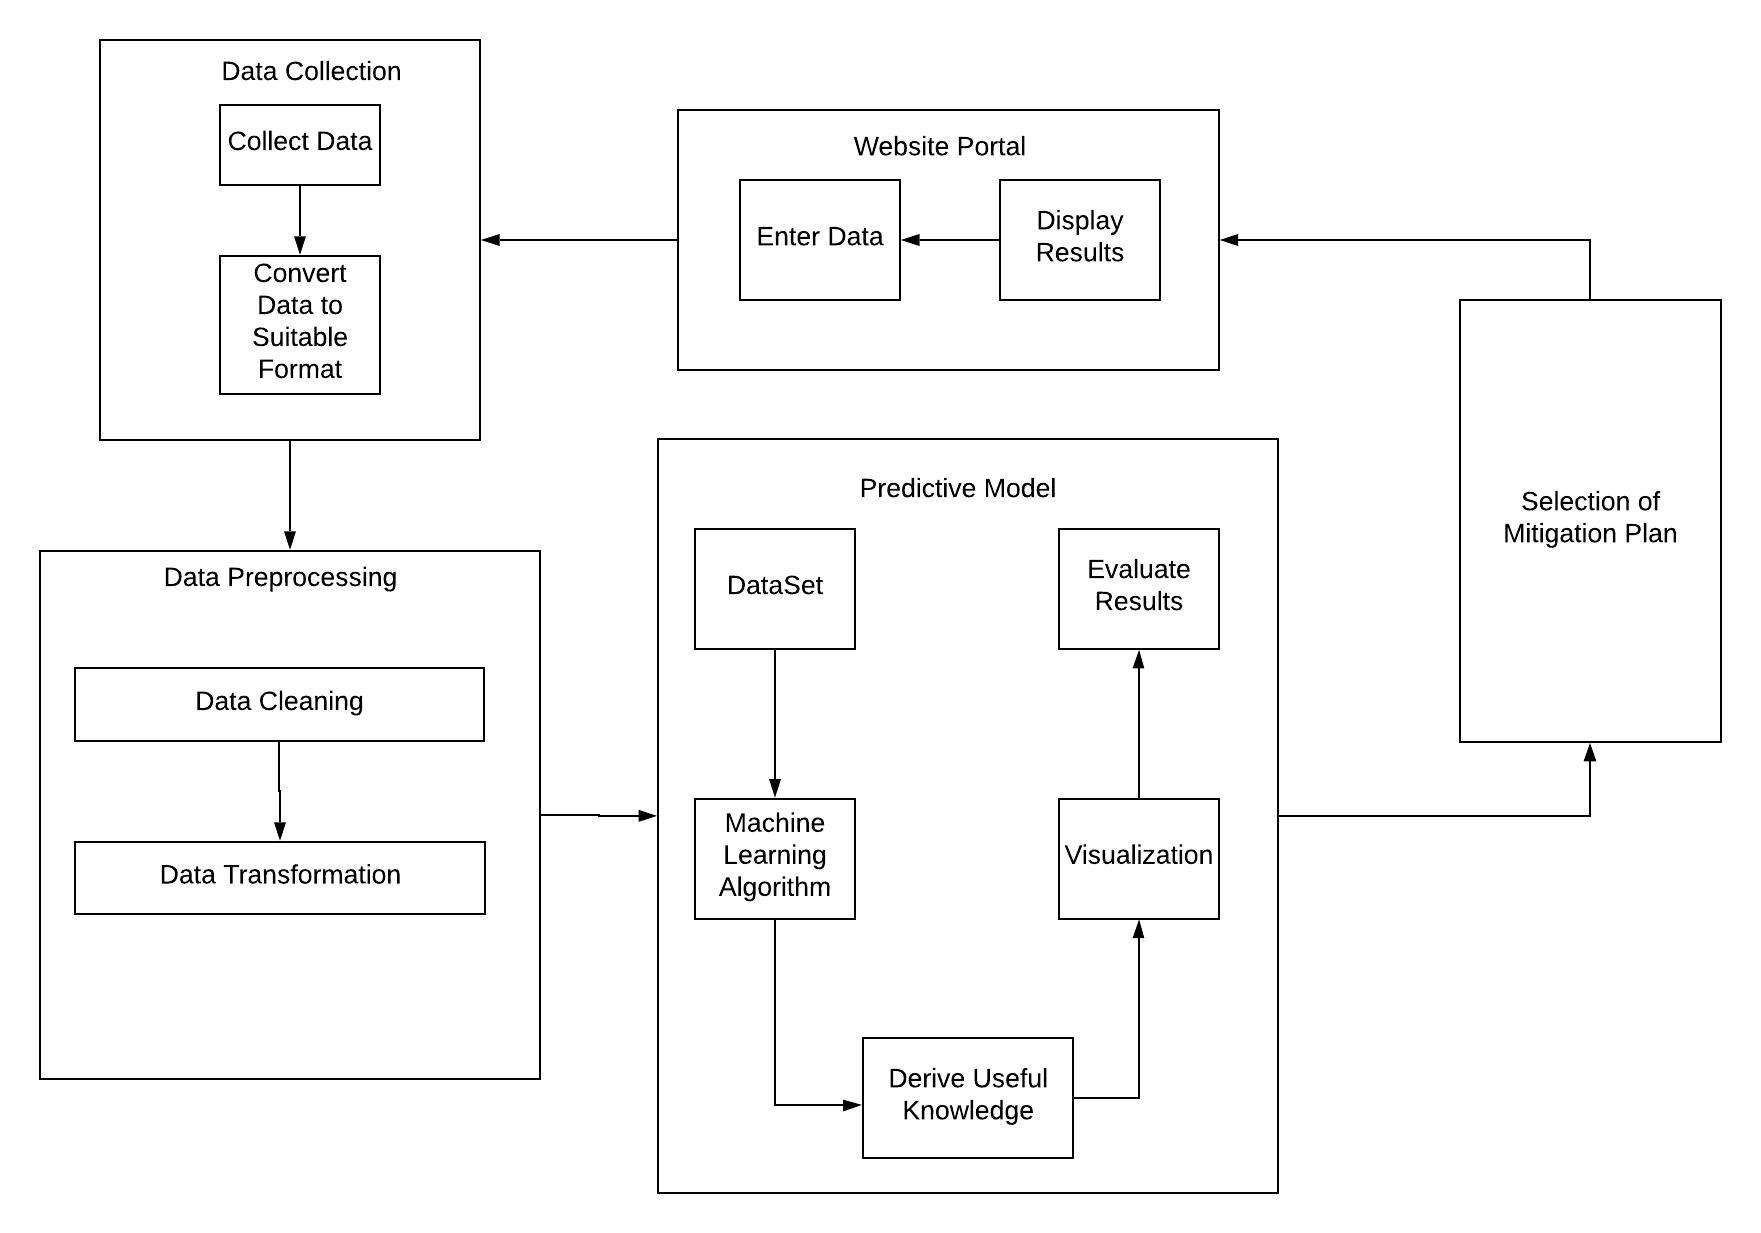 Data Collection
Collect Data
Convert
Data to
Suitable
Format
Website Portal
Enter Data
Display
Results
Selection of
Mitigation Plan
Data Preprocessing
Data Cleaning
Data Transformation
Predictive Model
DataSet
Machine
Learning
Algorithm
Derive Useful
Knowledge
Visualization
Evaluate
Results